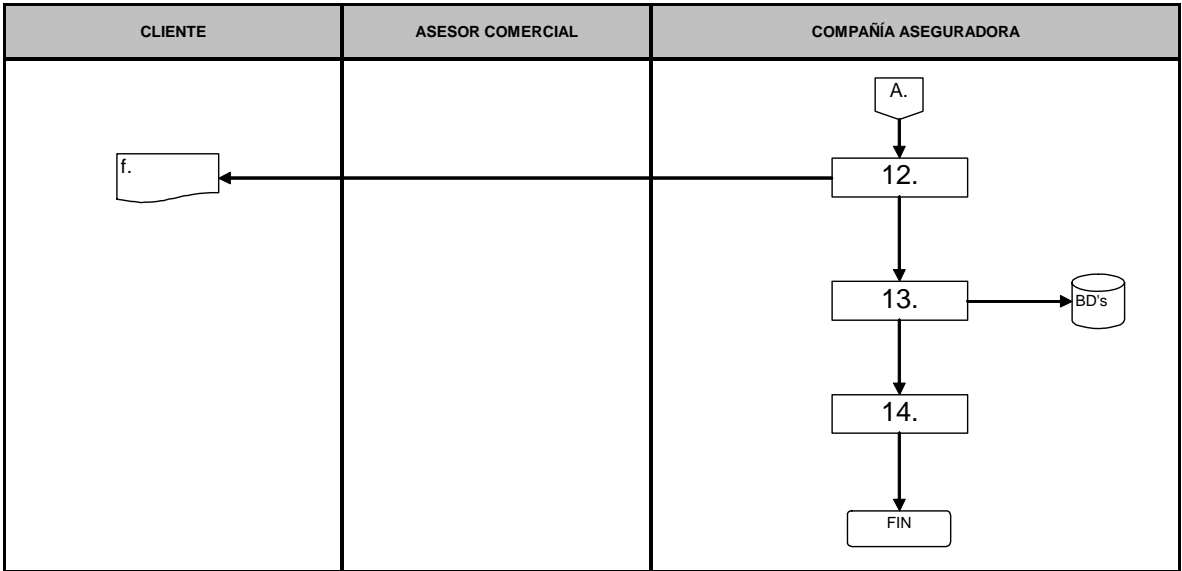 CLIENTE
ASESOR COMERCIAL
COMPAÑÍA ASEGURADORA
A.
f.
12.
13.
BD's
14.
FIN